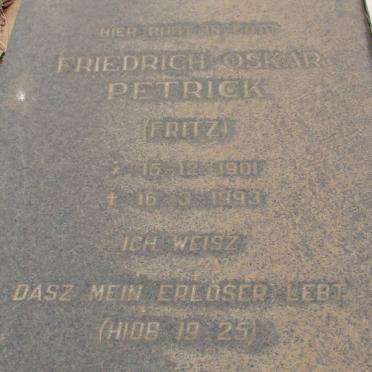 HIER RUHT IN GOTT
FRIEDRICH OSKAR
PETRICK
(FRITZ)
* 15·12·1901
† 16·3·1993
ICH WEISZ
DASZ MEIN ERLÖSER LEBT
(HIOB 19:25)